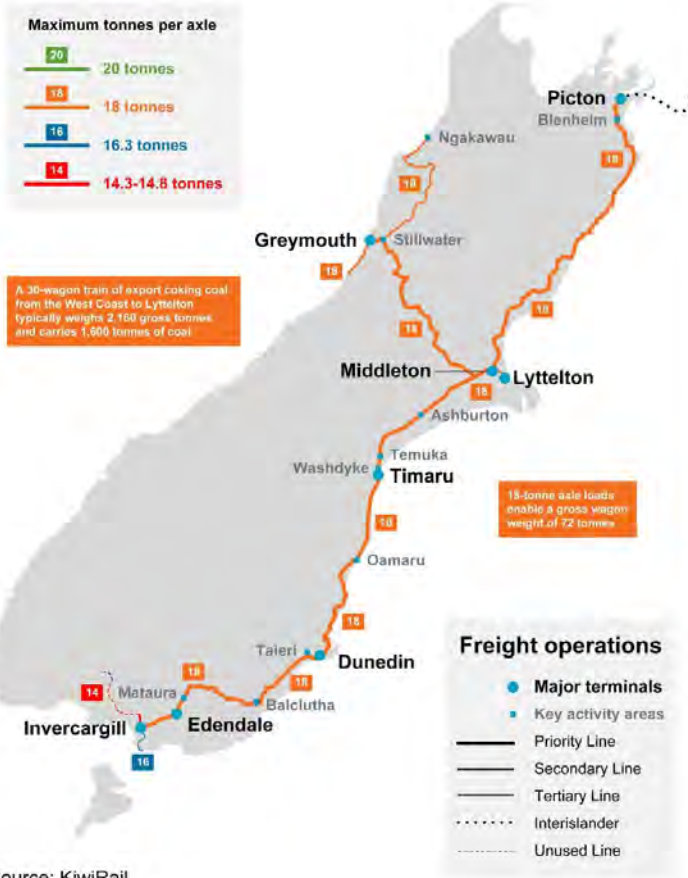 Maximum tonnes per axle
20
20 tonnes
18
18 tonnes
16
16.3 tonnes
14
14.3-14.8 tonnes
Picton
Blenheim
18
Ngakawau
18
Greymouth
Stillwater
18
A 30-wagon train of export coking coal
from the West Coast to Lyttelton
typically weighs 2,160 gross tonnes
and carries 1,600 tonnes of coal
18
18
Middleton
Lyttelton
18
Ashburton
Temuka
Washdyke
Timaru
18-tonne axle loads
enable a gross wagon
weight of 72 tonnes
18
Oamaru
18
Taieri
Dunedin
18
18
14
Mataura
Balclutha
Invercargill
Edendale
16
Freight operations
Major terminals
Key activity areas
Priority Line
Secondary Line
Tertiary Line
Interislander
Unused Line
ource: KiwiRail